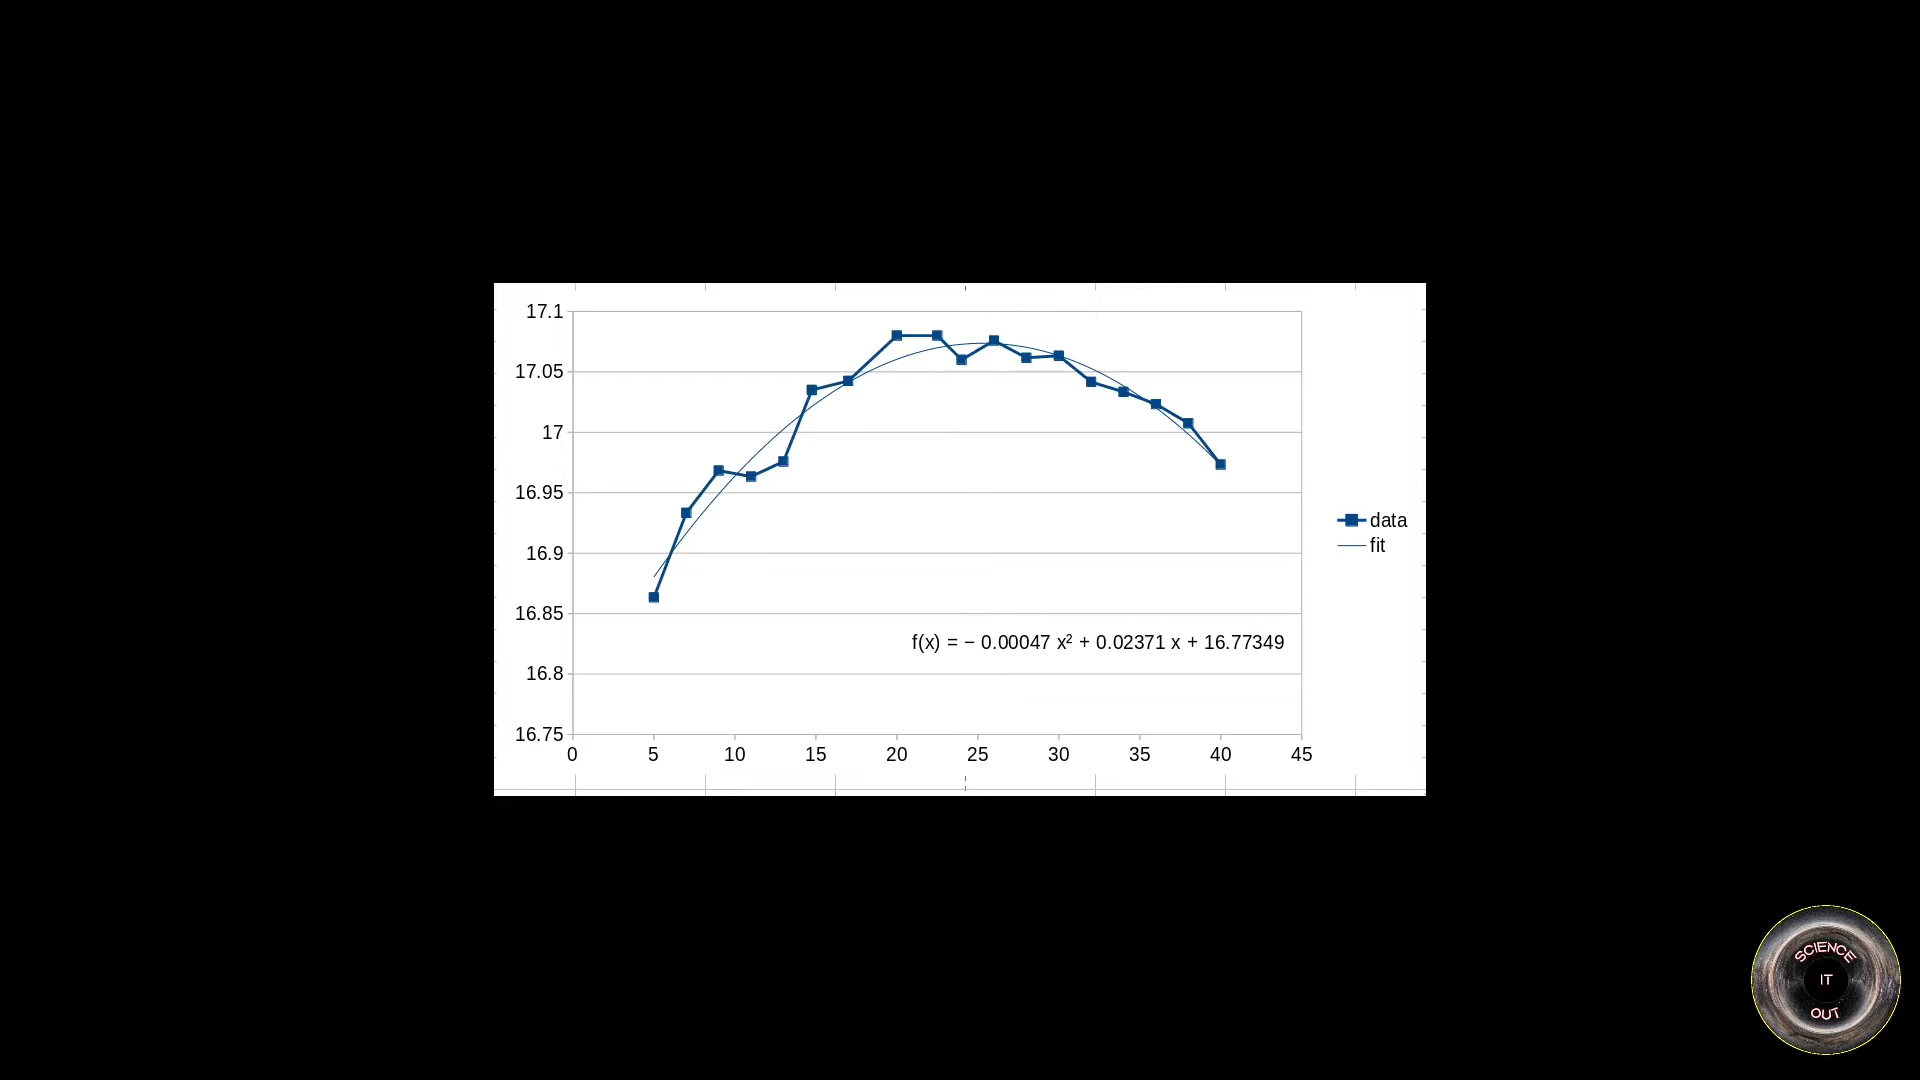 17.1
17.05
17
16.95
16.9
16.85
16.8
16.75
0 5 10 15 20 25 30 35 40 45
f(x) = − 0.00047 x² + 0.02371 x + 16.77349
data
fit
SCIENCE
IT
OUT